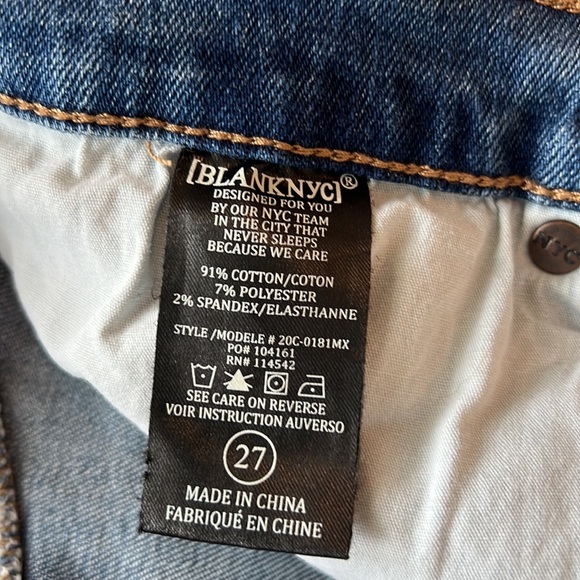 [BLANKNYC]®
DESIGNED FOR YOU
BY OUR NYC TEAM
IN THE CITY THAT
NEVER SLEEPS
BECAUSE WE CARE
91% COTTON/COTON
7% POLYESTER
2% SPANDEX/ELASTHANNE
STYLE /MODELE # 20C-0181MX
PO# 104161
RN# 114542
SEE CARE ON REVERSE
VOIR INSTRUCTION AUVERSO
27
MADE IN CHINA
FABRIQUÉ EN CHINE
NYC